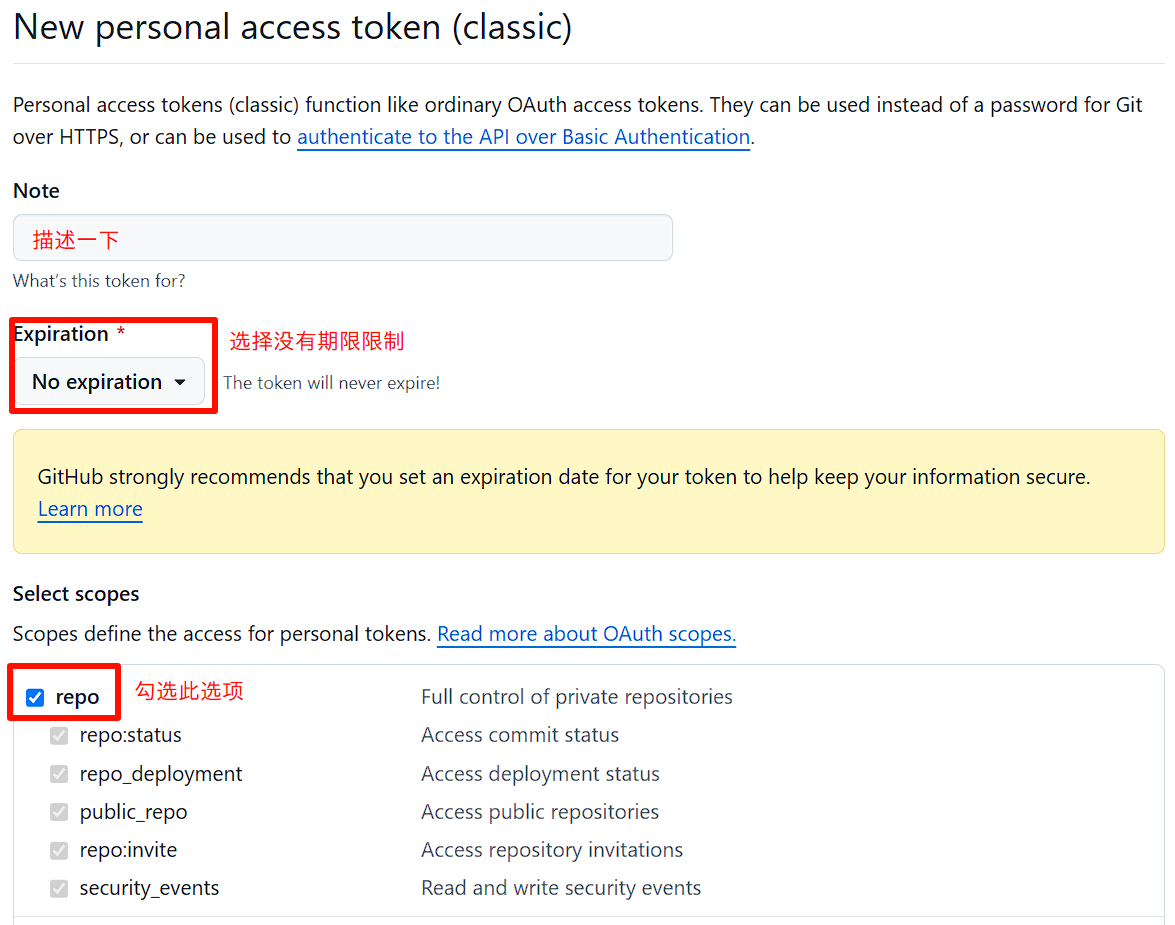 New personal access token (classic)
Personal access tokens (classic) function like ordinary OAuth access tokens. They can be used instead of a password for Git
over HTTPS, or can be used to authenticate to the API over Basic Authentication.
Note
描述一下
What's this token for?
Expiration *
选择没有期限限制
No expiration
The token will never expire!
GitHub strongly recommends that you set an expiration date for your token to help keep your information secure.
Learn more
Select scopes
Scopes define the access for personal tokens. Read more about OAuth scopes.
repo 勾选此选项 Full control of private repositories
repo:status Access commit status
repo_deployment Access deployment status
public_repo Access public repositories
repo:invite Access repository invitations
security_events Read and write security events